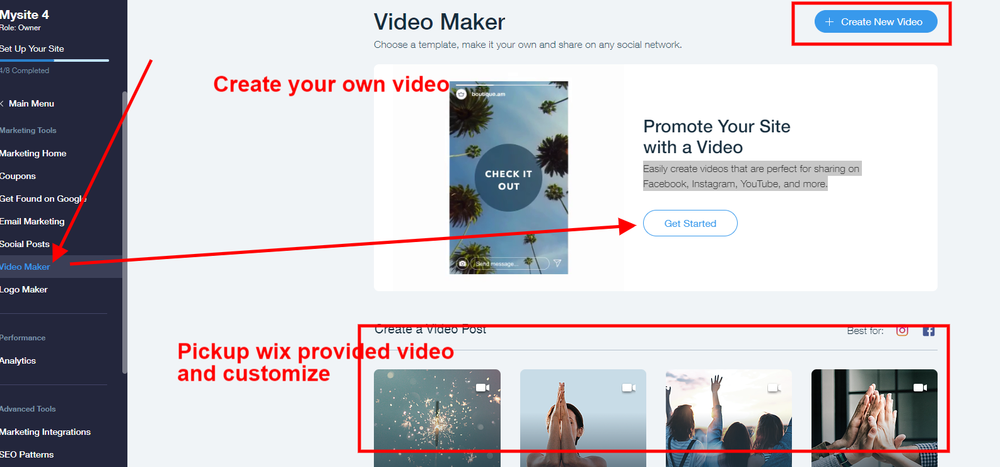 Mysite 4
Role: Owner
Set Up Your Site
4/8 Completed
Main Menu
Marketing Tools
Marketing Home
Coupons
Get Found on Google
Email Marketing
Social Posts
Video Maker
Logo Maker
Performance
Analytics
Advanced Tools
Marketing Integrations
SEO Patterns
Video Maker
Choose a template, make it your own and share on any social network.
Create New Video
Create your own video
boutique.am
CHECK IT
OUT
Send message...
Promote Your Site
with a Video
Easily create videos that are perfect for sharing on
Facebook, Instagram, YouTube, and more.
Get Started
Create a Video Post
Best for:
Pickup wix provided video
and customize